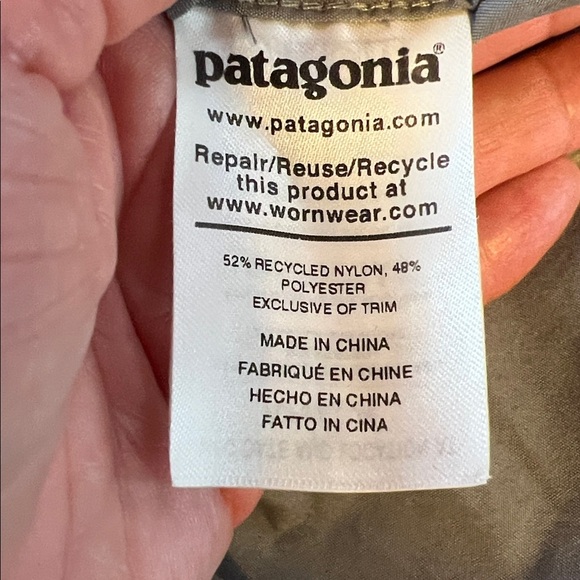 patagonia®
www.patagonia.com
Repair/Reuse/Recycle
this product at
www.wornwear.com
52% RECYCLED NYLON, 48%
POLYESTER
EXCLUSIVE OF TRIM
MADE IN CHINA
FABRIQUÉ EN CHINE
HECHO EN CHINA
FATTO IN CINA